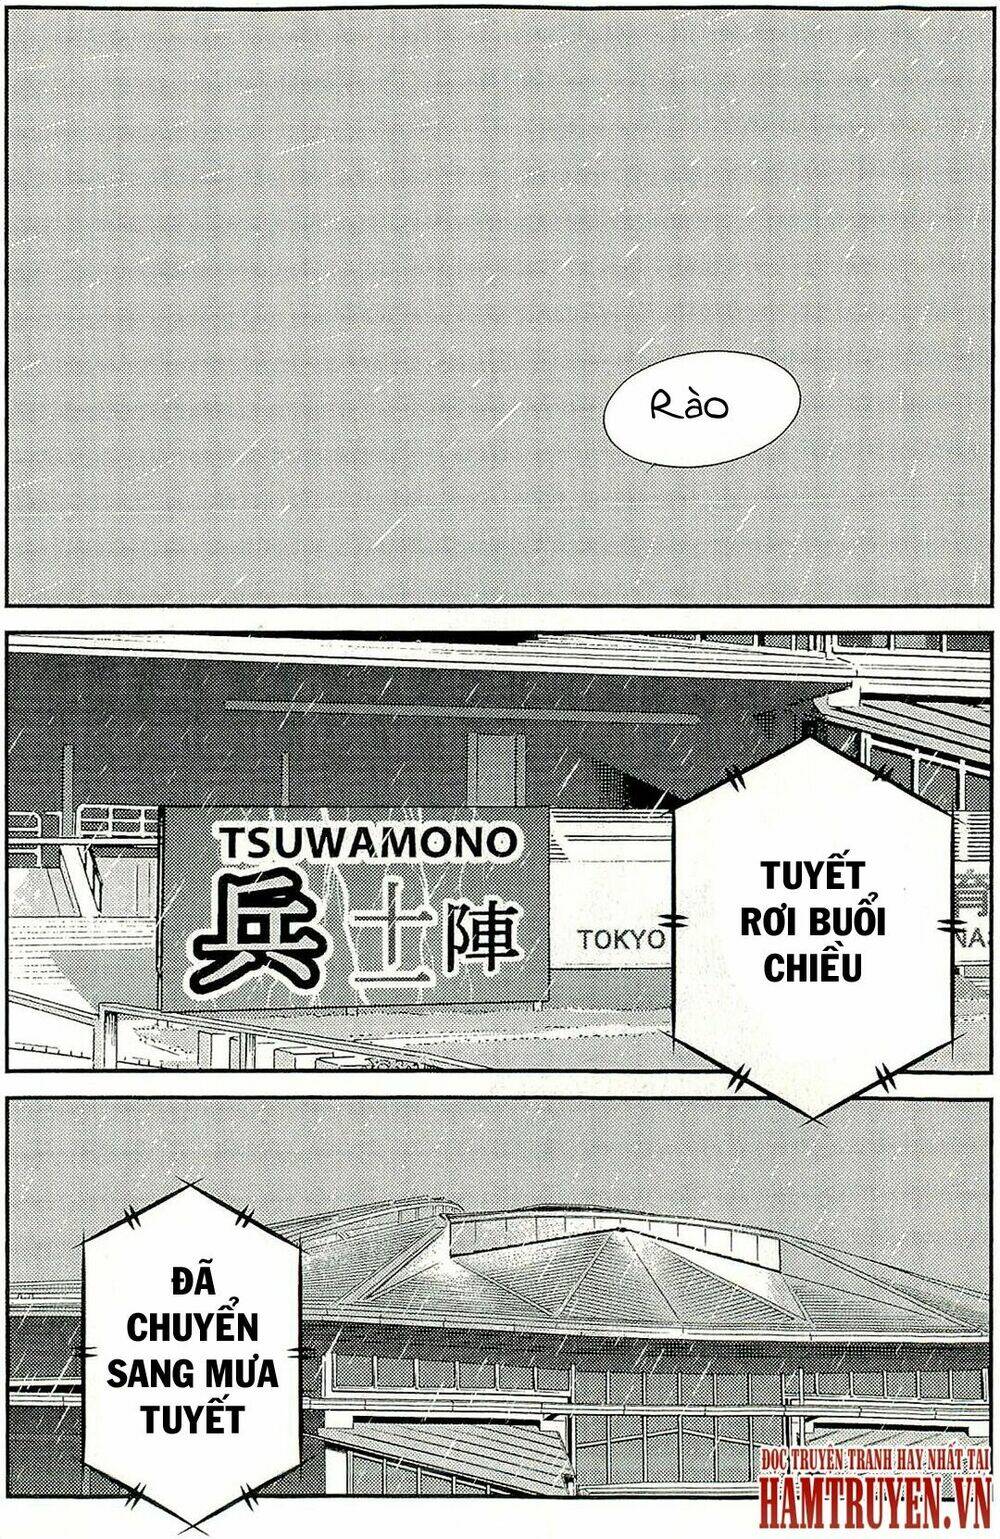 Rào
TSUWAMONO
兵士陣
TOKYO
NAS
TUYẾT
RƠI BUỔI
CHIỀU
ĐÃ
CHUYỂN
SANG MƯA
TUYẾT
ĐỌC TRUYỆN TRANH HAY NHẤT TẠI
HAMTRUYEN.VN